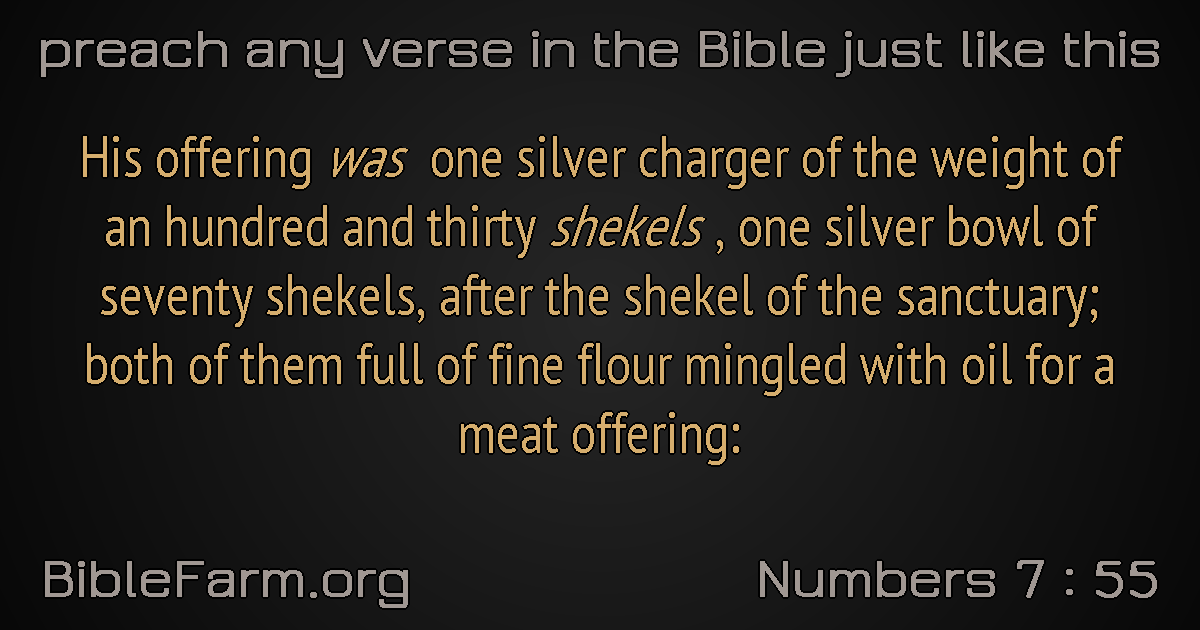 preach any verse in the Bible just like this
His offering was one silver charger of the weight of
an hundred and thirty shekels , one silver bowl of
seventy shekels, after the shekel of the sanctuary;
both of them full of fine flour mingled with oil for a
meat offering:
BibleFarm.org
Numbers 7 : 55